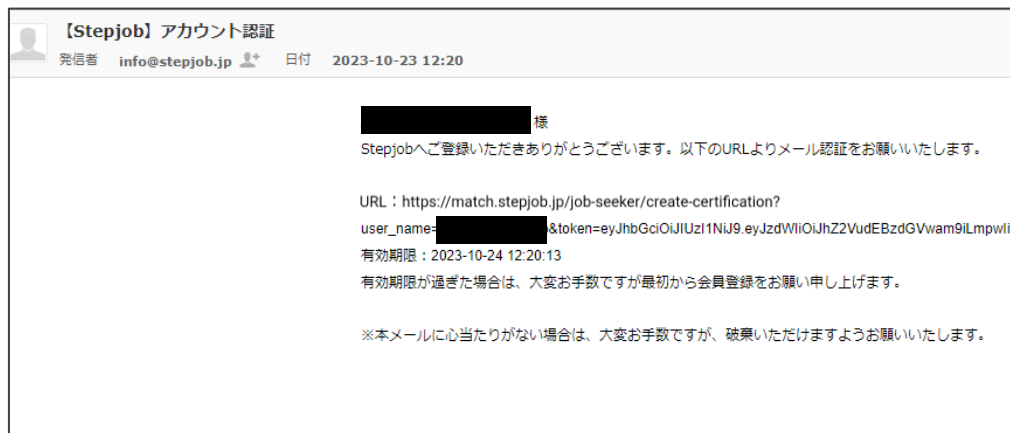 【Stepjob】アカウント認証
発信者 info@stepjob.jp 日付 2023-10-23 12:20
様
Stepjobへご登録いただきありがとうございます。以下のURLよりメール認証をお願いいたします。
URL：https://match.stepjob.jp/job-seeker/create-certification?
user_name= &token=eyJhbGciOiJIUzI1NiJ9.eyJzdWIiOiJhZ2VudEBzdGVwam9iLmpwIi
有効期限：2023-10-24 12:20:13
有効期限が過ぎた場合は、大変お手数ですが最初から会員登録をお願い申し上げます。
※本メールに心当たりがない場合は、大変お手数ですが、破棄いただけますようお願いいたします。